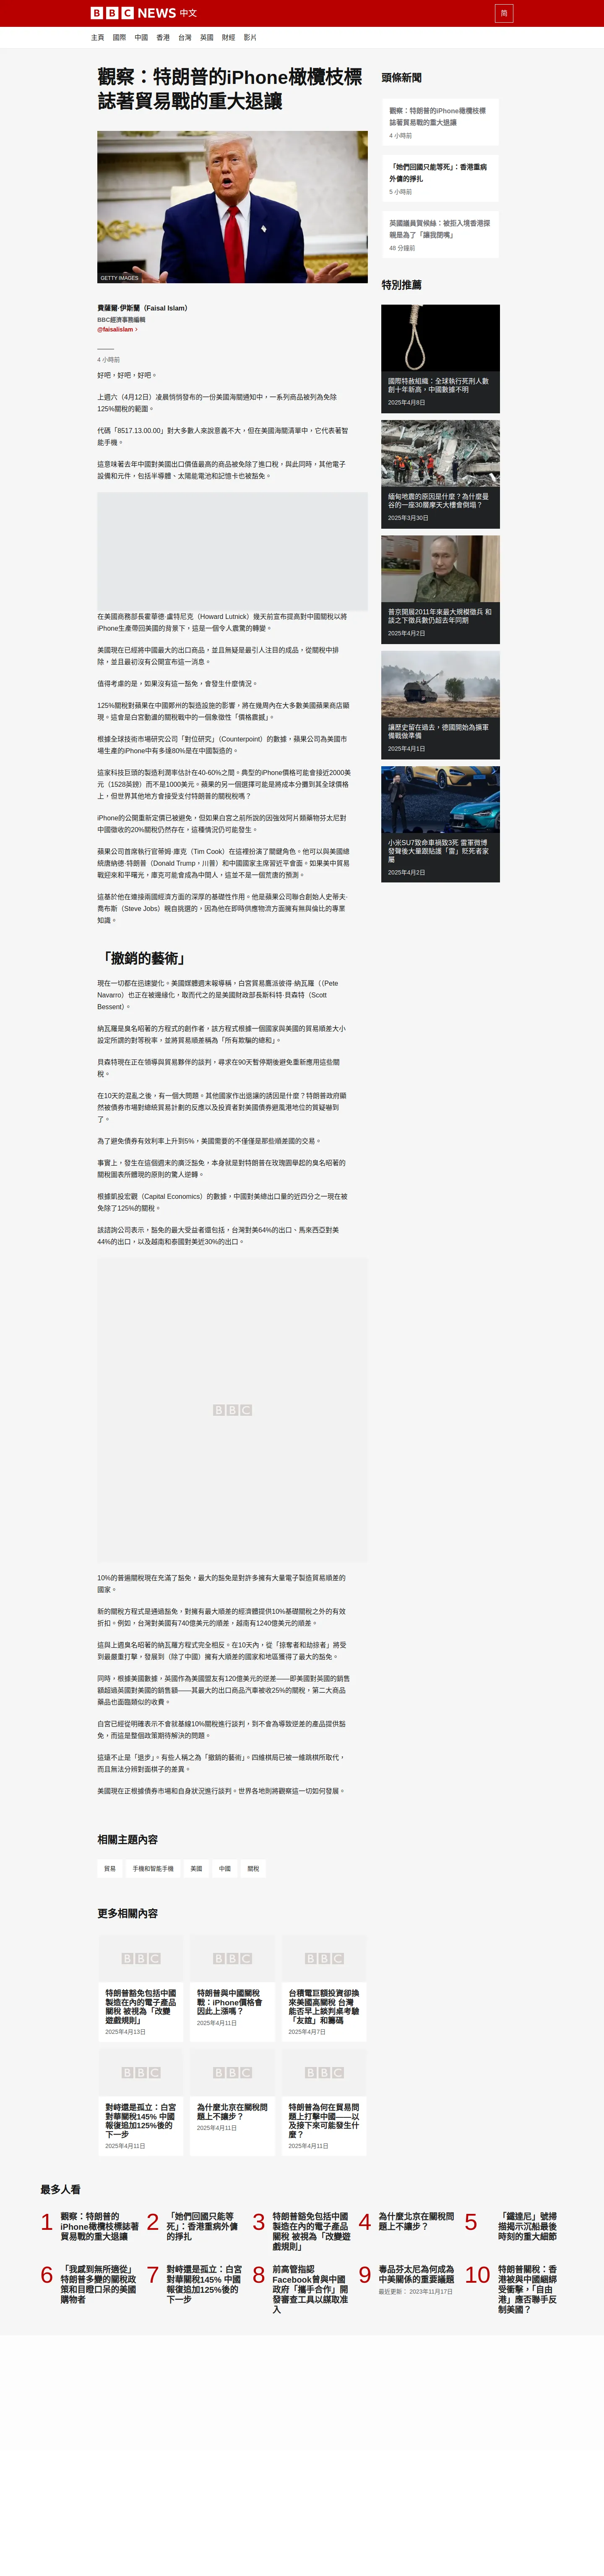 BBC NEWS 中文
简
主頁 國際 中國 香港 台灣 英國 財經 影片
觀察：特朗普的iPhone橄欖枝標
誌著貿易戰的重大退讓
GETTY IMAGES
費薩爾·伊斯蘭（Faisal Islam）
BBC經濟事務編輯
@faisalislam
4 小時前
好吧，好吧，好吧。
上週六（4月12日）凌晨悄悄發布的一份美國海關通知中，一系列商品被列為免除
125%關稅的範圍。
代碼「8517.13.00.00」對大多數人來說意義不大，但在美國海關清單中，它代表著智
能手機。
這意味著去年中國對美國出口價值最高的商品被免除了進口稅，與此同時，其他電子
設備和元件，包括半導體、太陽能電池和記憶卡也被豁免。
在美國商務部長霍華德·盧特尼克（Howard Lutnick）幾天前宣布提高對中國關稅以將
iPhone生產帶回美國的背景下，這是一個令人震驚的轉變。
美國現在已經將中國最大的出口商品，並且無疑是最引人注目的成品，從關稅中排
除，並且最初沒有公開宣布這一消息。
值得考慮的是，如果沒有這一豁免，會發生什麼情況。
125%關稅對蘋果在中國鄭州的製造設施的影響，將在幾周內在大多數美國蘋果商店顯
現。這會是白宮動盪的關稅戰中的一個象徵性「價格震撼」。
根據全球技術市場研究公司「對位研究」（Counterpoint）的數據，蘋果公司為美國市
場生產的iPhone中有多達80%是在中國製造的。
這家科技巨頭的製造利潤率估計在40-60%之間。典型的iPhone價格可能會接近2000美
元（1528英鎊）而不是1000美元。蘋果的另一個選擇可能是將成本分攤到其全球價格
上，但世界其他地方會接受支付特朗普的關稅稅嗎？
iPhone的公開重新定價已被避免，但如果白宮之前所說的因強效阿片類藥物芬太尼對
中國徵收的20%關稅仍然存在，這種情況仍可能發生。
蘋果公司首席執行官蒂姆·庫克（Tim Cook）在這裡扮演了關鍵角色。他可以與美國總
統唐納德·特朗普（Donald Trump，川普）和中國國家主席習近平會面。如果美中貿易
戰迎來和平曙光，庫克可能會成為中間人，這並不是一個荒唐的預測。
這基於他在連接兩國經濟方面的深厚的基礎性作用。他是蘋果公司聯合創始人史蒂夫·
喬布斯（Steve Jobs）親自挑選的，因為他在即時供應物流方面擁有無與倫比的專業
知識。
「撤銷的藝術」
現在一切都在迅速變化。美國媒體週末報導稱，白宮貿易鷹派彼得·納瓦羅（（Pete
Navarro）也正在被邊緣化，取而代之的是美國財政部長斯科特·貝森特（Scott
Bessent）。
納瓦羅是臭名昭著的方程式的創作者，該方程式根據一個國家與美國的貿易順差大小
設定所謂的對等稅率，並將貿易順差稱為「所有欺騙的總和」。
貝森特現在正在領導與貿易夥伴的談判，尋求在90天暫停期後避免重新應用這些關
稅。
在10天的混亂之後，有一個大問題。其他國家作出退讓的誘因是什麼？特朗普政府顯
然被債券市場對總統貿易計劃的反應以及投資者對美國債券避風港地位的質疑嚇到
了。
為了避免債券有效利率上升到5%，美國需要的不僅僅是那些順差國的交易。
事實上，發生在這個週末的廣泛豁免，本身就是對特朗普在玫瑰園舉起的臭名昭著的
關稅圖表所體現的原則的驚人逆轉。
根據凱投宏觀（Capital Economics）的數據，中國對美總出口量的近四分之一現在被
免除了125%的關稅。
該諮詢公司表示，豁免的最大受益者還包括，台灣對美64%的出口、馬來西亞對美
44%的出口，以及越南和泰國對美近30%的出口。
BBC
10%的普遍關稅現在充滿了豁免，最大的豁免是對許多擁有大量電子製造貿易順差的
國家。
新的關稅方程式是通過豁免，對擁有最大順差的經濟體提供10%基礎關稅之外的有效
折扣。例如，台灣對美國有740億美元的順差，越南有1240億美元的順差。
這與上週臭名昭著的納瓦羅方程式完全相反。在10天內，從「掠奪者和劫掠者」將受
到最嚴重打擊，發展到（除了中國）擁有大順差的國家和地區獲得了最大的豁免。
同時，根據美國數據，英國作為美國盟友有120億美元的逆差——即美國對英國的銷售
額超過英國對美國的銷售額——其最大的出口商品汽車被收25%的關稅，第二大商品
藥品也面臨類似的收費。
白宮已經從明確表示不會就基線10%關稅進行談判，到不會為導致逆差的產品提供豁
免，而這是整個政策期待解決的問題。
這遠不止是「退步」。有些人稱之為「撤銷的藝術」。四維棋局已被一維跳棋所取代，
而且無法分辨對面棋子的差異。
美國現在正根據債券市場和自身狀況進行談判。世界各地則將觀察這一切如何發展。
相關主題內容
貿易 手機和智能手機 美國 中國 關稅
更多相關內容
BBC BBC BBC
特朗普豁免包括中國
製造在內的電子產品
關稅 被視為「改變
遊戲規則」
2025年4月13日
特朗普與中國關稅
戰：iPhone價格會
因此上漲嗎？
2025年4月11日
台積電巨額投資卻換
來美國高關稅 台灣
能否早上談判桌考驗
「友誼」和籌碼
2025年4月7日
BBC BBC BBC
對峙還是孤立：白宮
對華關稅145% 中國
報復追加125%後的
下一步
2025年4月11日
為什麼北京在關稅問
題上不讓步？
2025年4月11日
特朗普為何在貿易問
題上打擊中國——以
及接下來可能發生什
麼？
2025年4月11日
頭條新聞
觀察：特朗普的iPhone橄欖枝標
誌著貿易戰的重大退讓
4 小時前
「她們回國只能等死」：香港重病
外傭的掙扎
5 小時前
英國議員賀候絲：被拒入境香港探
親是為了「讓我閉嘴」
46 分鐘前
特別推薦
國際特赦組織：全球執行死刑人數
創十年新高，中國數據不明
2025年4月8日
緬甸地震的原因是什麼？為什麼曼
谷的一座30層摩天大樓會倒塌？
2025年3月30日
普京開展2011年來最大規模徵兵 和
談之下徵兵數仍超去年同期
2025年4月2日
讓歷史留在過去，德國開始為擴軍
備戰做準備
2025年4月1日
小米SU7致命車禍致3死 雷軍微博
發聲後大量跟貼護「雷」貶死者家
屬
2025年4月2日
最多人看
1
觀察：特朗普的
iPhone橄欖枝標誌著
貿易戰的重大退讓
2
「她們回國只能等
死」：香港重病外傭
的掙扎
3
特朗普豁免包括中國
製造在內的電子產品
關稅 被視為「改變遊
戲規則」
4
為什麼北京在關稅問
題上不讓步？
5
「鐵達尼」號掃
描揭示沉船最後
時刻的重大細節
6
「我感到無所適從」
特朗普多變的關稅政
策和目瞪口呆的美國
購物者
7
對峙還是孤立：白宮
對華關稅145% 中國
報復追加125%後的
下一步
8
前高管指認
Facebook曾與中國
政府「攜手合作」開
發審查工具以謀取准
入
9
毒品芬太尼為何成為
中美關係的重要議題
最近更新： 2023年11月17日
10
特朗普關稅：香
港被與中國綑綁
受衝擊，「自由
港」應否聯手反
制美國？